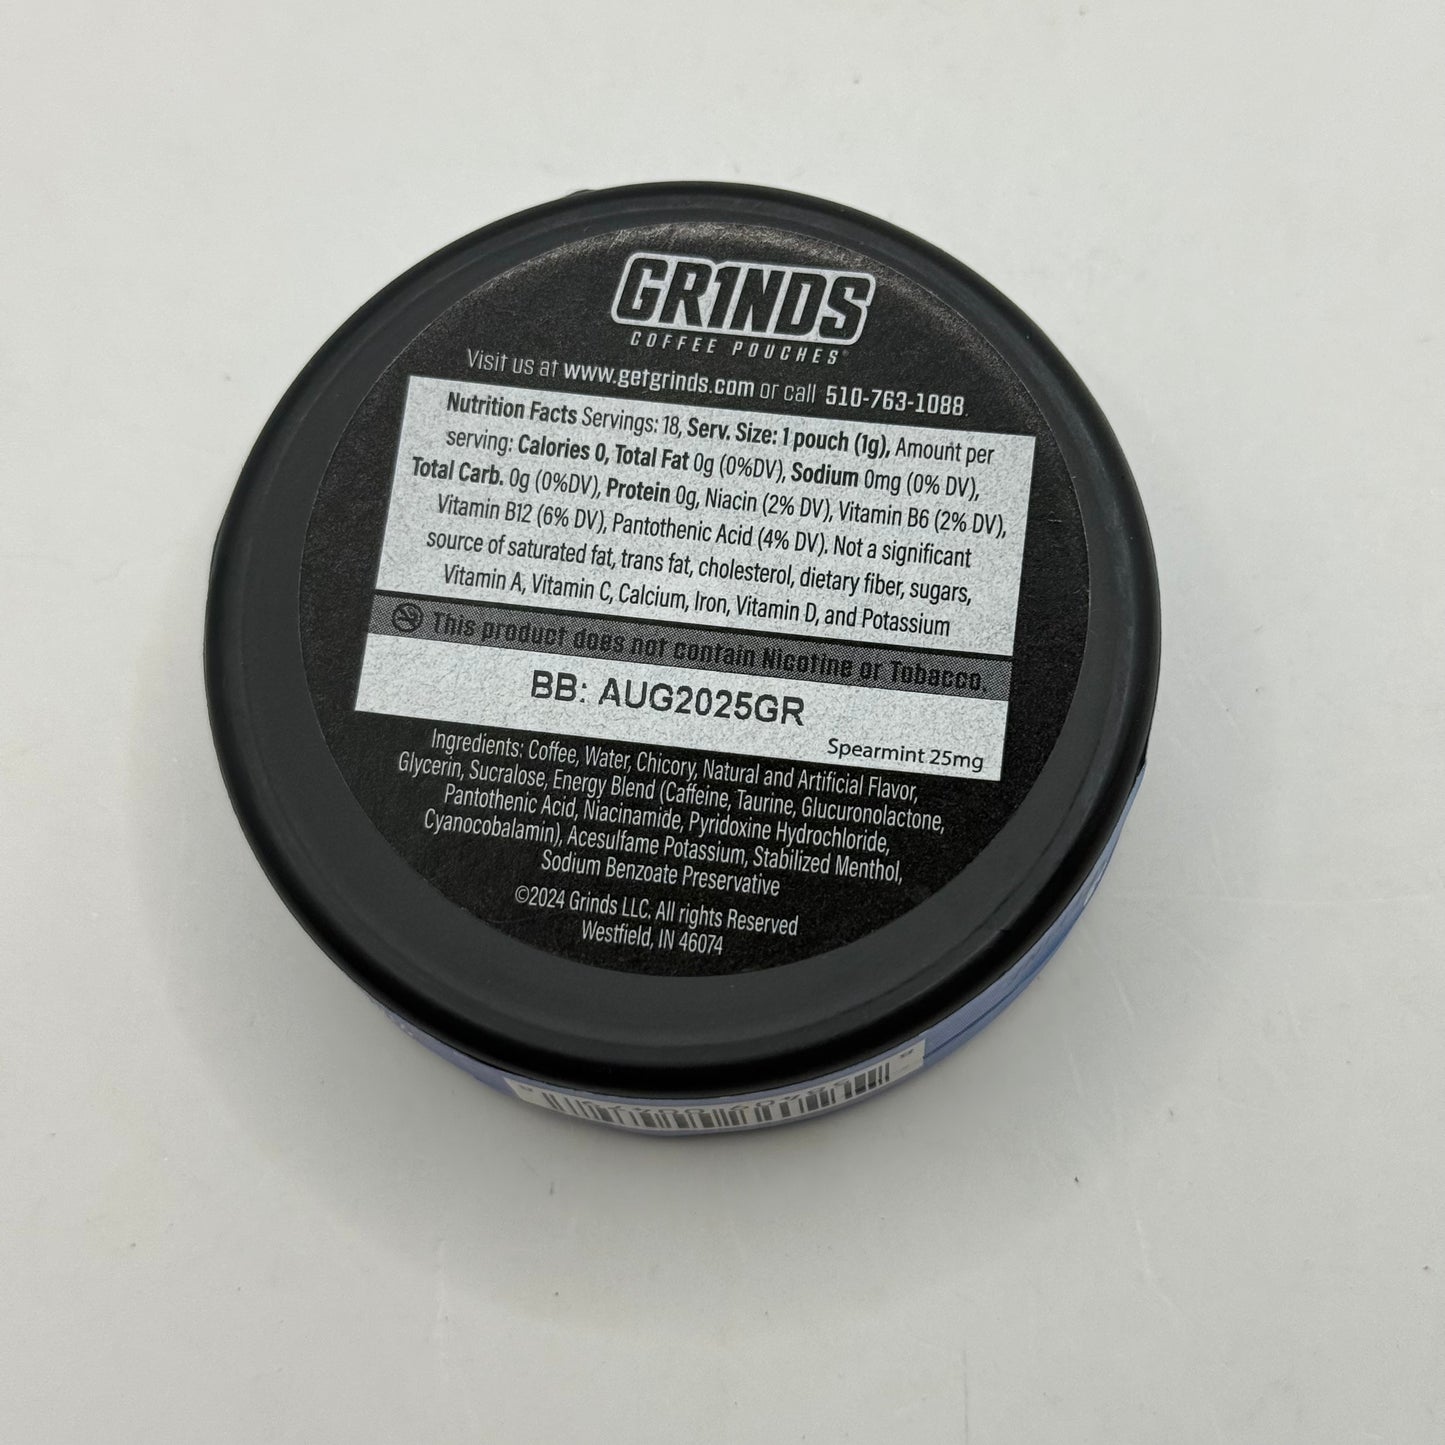 GR1NDS
COFFEE POUCHES®
Visit us at www.getgrinds.com or call 510-763-1088.
Nutrition Facts Servings: 18, Serv. Size: 1 pouch (1g), Amount per
serving: Calories 0, Total Fat 0g (0%DV), Sodium 0mg (0% DV),
Total Carb. 0g (0%DV), Protein 0g, Niacin (2% DV), Vitamin B6 (2% DV),
Vitamin B12 (6% DV), Pantothenic Acid (4% DV). Not a significant
source of saturated fat, trans fat, cholesterol, dietary fiber, sugars,
Vitamin A, Vitamin C, Calcium, Iron, Vitamin D, and Potassium
This product does not contain Nicotine or Tobacco.
BB: AUG2025GR
Spearmint 25mg
Ingredients: Coffee, Water, Chicory, Natural and Artificial Flavor,
Glycerin, Sucralose, Energy Blend (Caffeine, Taurine, Glucuronolactone,
Pantothenic Acid, Niacinamide, Pyridoxine Hydrochloride,
Cyanocobalamin), Acesulfame Potassium, Stabilized Menthol,
Sodium Benzoate Preservative
©2024 Grinds LLC. All rights Reserved
Westfield, IN 46074